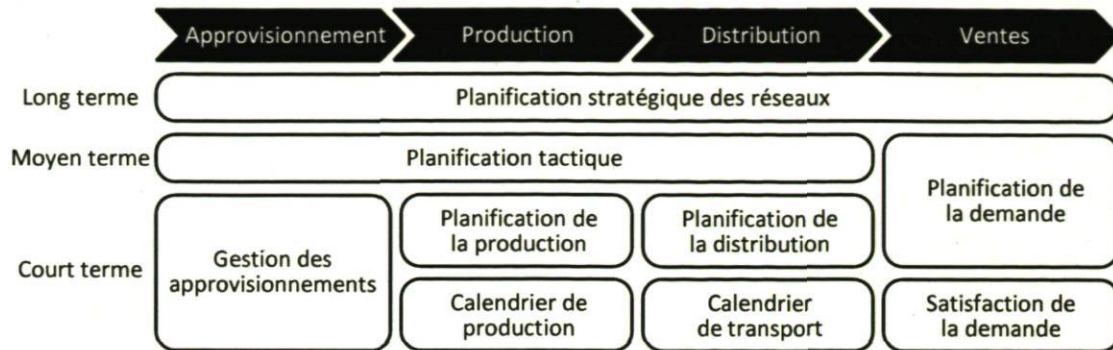 Approvisionnement Production Distribution Ventes
Long terme
Planification stratégique des réseaux
Moyen terme
Planification tactique
Planification de
la demande
Court terme
Gestion des
approvisionnements
Planification de
la production
Planification de
la distribution
Calendrier de
production
Calendrier
de transport
Satisfaction de
la demande